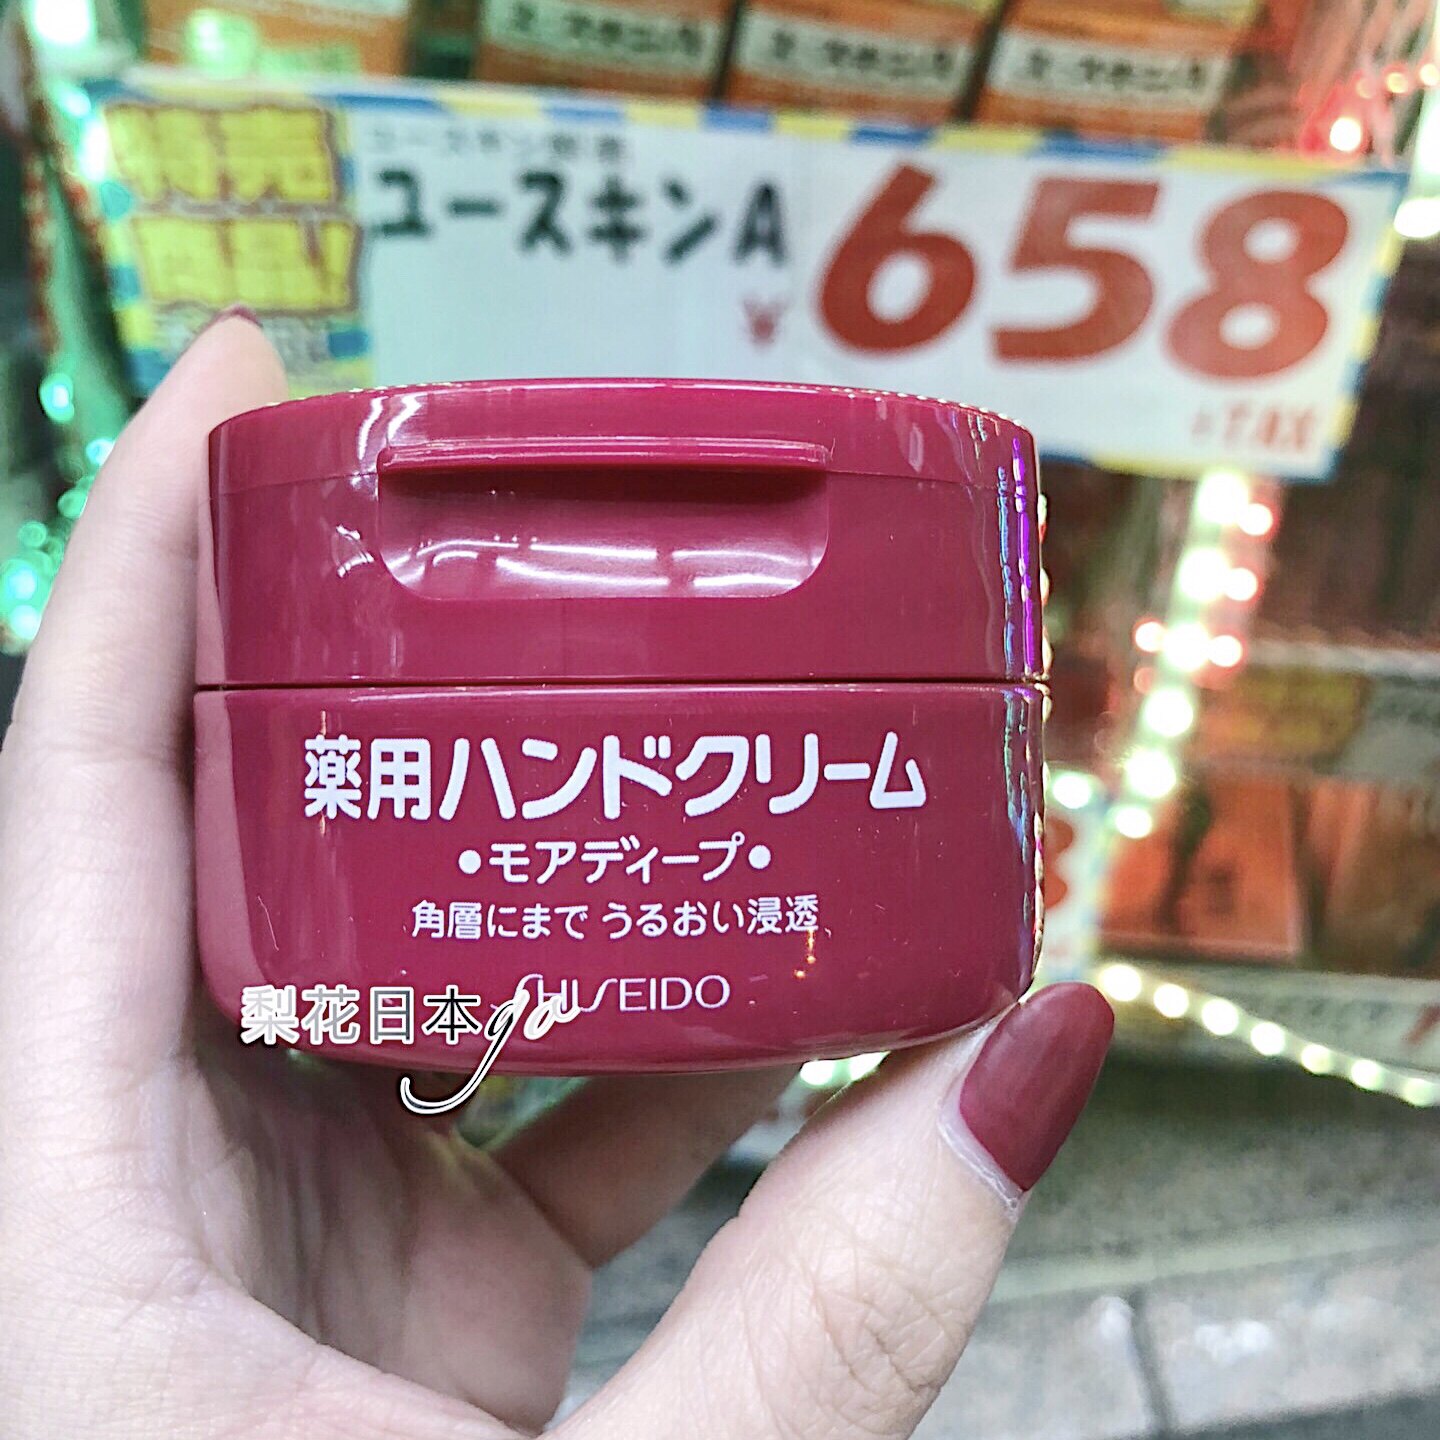 特売
商品!
ユースキンA
¥658
+TAX
薬用ハンドクリーム
•モアディープ•
角層にまで うるおい浸透
SHISEIDO
梨花日本go